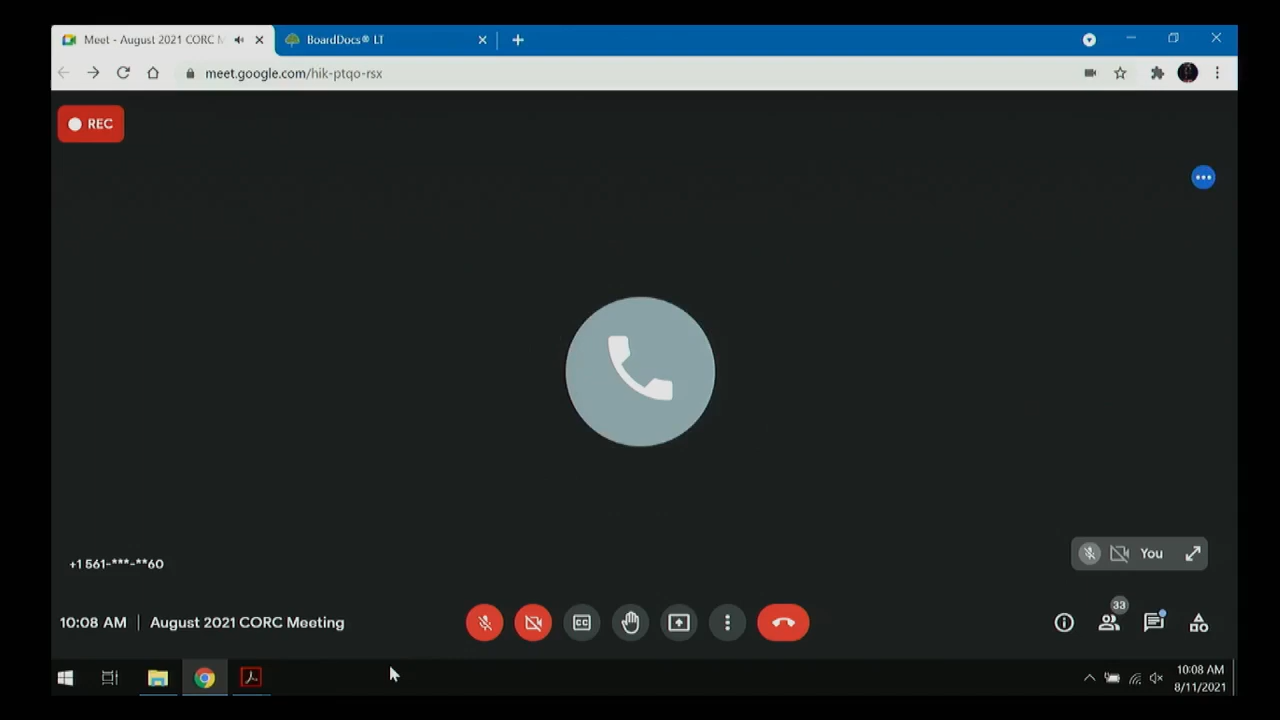 Meet - August 2021 CORC M
BoardDocs® LT
meet.google.com/hik-ptqo-rsx
REC
You
+1 561-***-**60
10:08 AM | August 2021 CORC Meeting
33
10:08 AM
8/11/2021